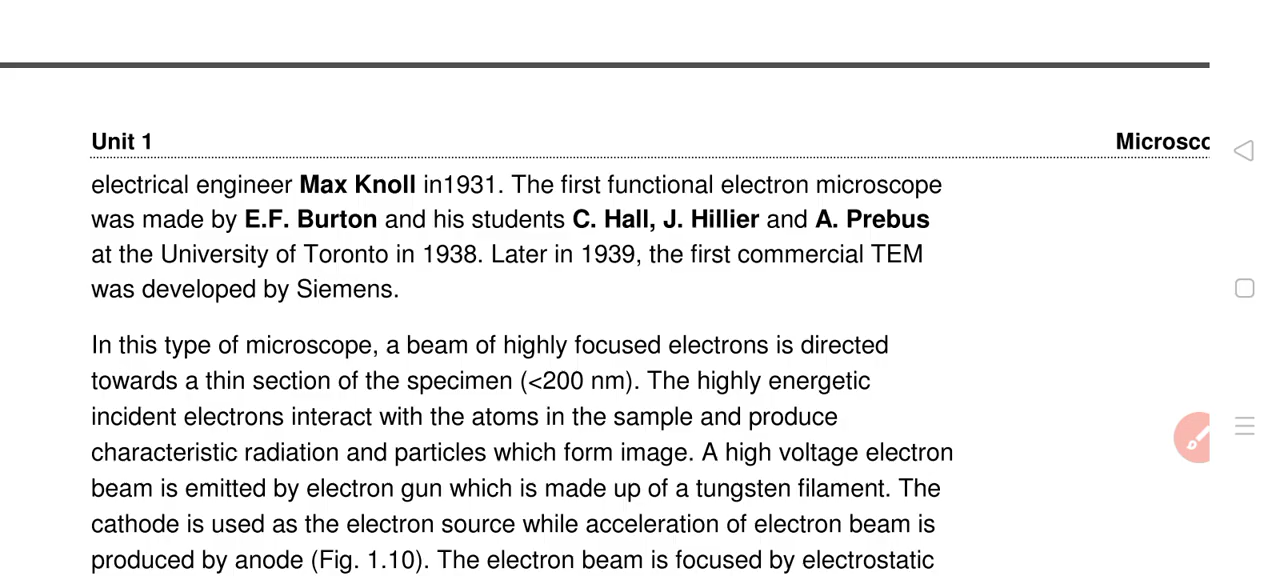 Unit 1
electrical engineer Max Knoll in1931. The first functional electron microscope
was made by E.F. Burton and his students C. Hall, J. Hillier and A. Prebus
at the University of Toronto in 1938. Later in 1939, the first commercial TEM
was developed by Siemens.
In this type of microscope, a beam of highly focused electrons is directed
towards a thin section of the specimen (<200 nm). The highly energetic
incident electrons interact with the atoms in the sample and produce
characteristic radiation and particles which form image. A high voltage electron
beam is emitted by electron gun which is made up of a tungsten filament. The
cathode is used as the electron source while acceleration of electron beam is
produced by anode (Fig. 1.10). The electron beam is focused by electrostatic